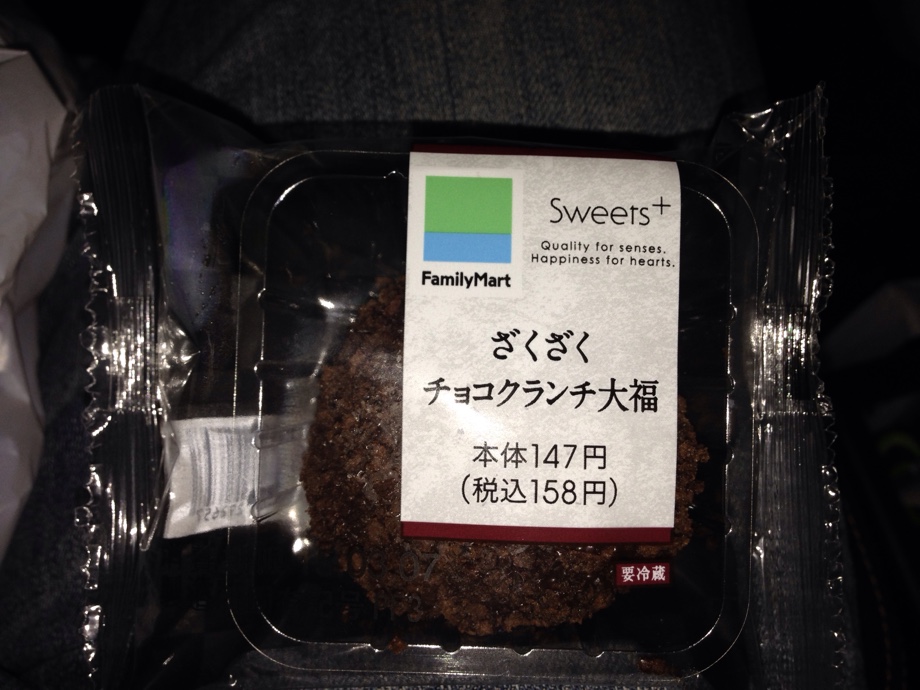 FamilyMart
Sweets+
Quality for senses.
Happiness for hearts.
ざくざく
チョコクランチ大福
本体147円
(税込158円)
要冷蔵